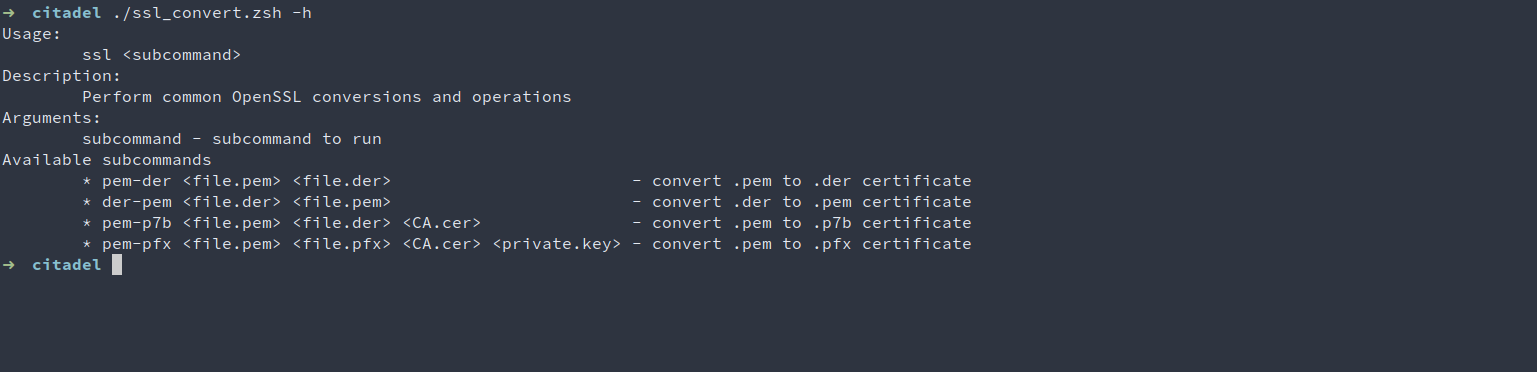 ➜  citadel ./ssl_convert.zsh -h
Usage:
        ssl <subcommand>
Description:
        Perform common OpenSSL conversions and operations
Arguments:
        subcommand - subcommand to run
Available subcommands
        * pem-der <file.pem> <file.der>                        - convert .pem to .der certificate
        * der-pem <file.der> <file.pem>                        - convert .der to .pem certificate
        * pem-p7b <file.pem> <file.der> <CA.cer>               - convert .pem to .p7b certificate
        * pem-pfx <file.pem> <file.pfx> <CA.cer> <private.key> - convert .pem to .pfx certificate
➜  citadel